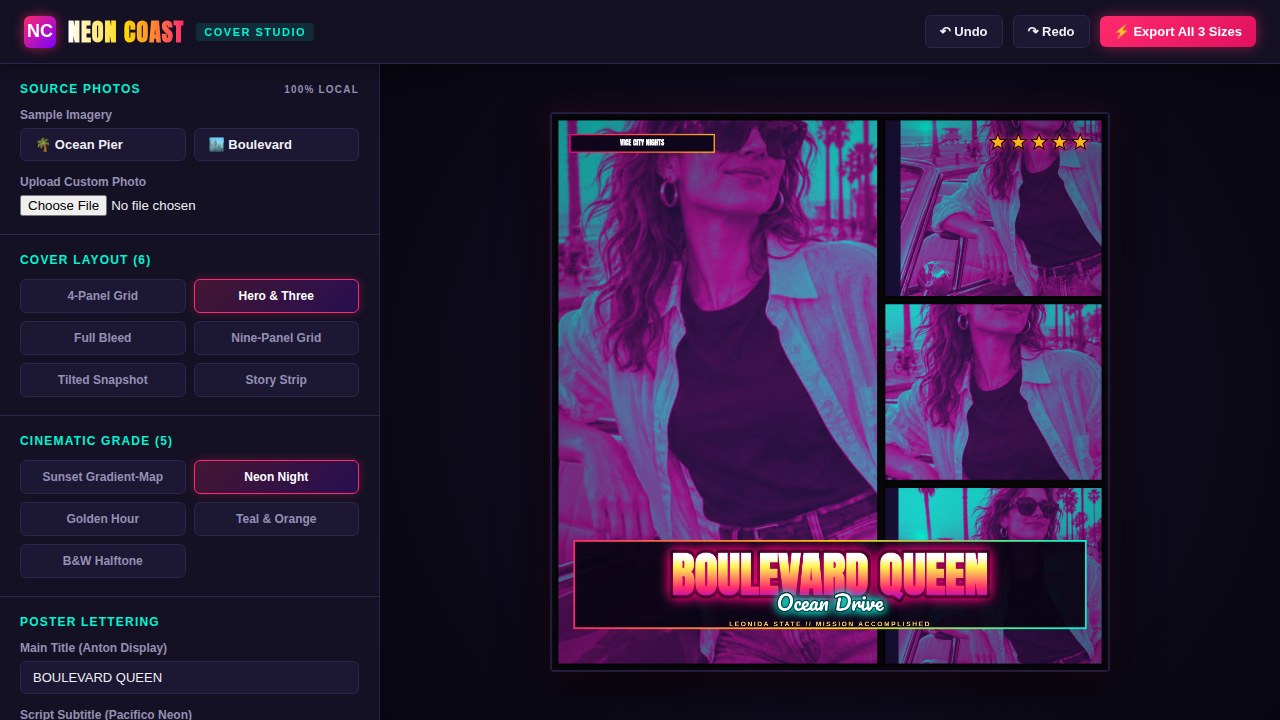 NC NEON COAST COVER STUDIO
↶ Undo
↷ Redo
⚡ Export All 3 Sizes
SOURCE PHOTOS
100% LOCAL
Sample Imagery
🌴 Ocean Pier
🏙️ Boulevard
Upload Custom Photo
Choose File No file chosen
COVER LAYOUT (6)
4-Panel Grid
Hero & Three
Full Bleed
Nine-Panel Grid
Tilted Snapshot
Story Strip
CINEMATIC GRADE (5)
Sunset Gradient-Map
Neon Night
Golden Hour
Teal & Orange
B&W Halftone
POSTER LETTERING
Main Title (Anton Display)
BOULEVARD QUEEN
Script Subtitle (Pacifico Neon)
VICE CITY NIGHTS
BOULEVARD QUEEN
Ocean Drive
LEONIDA STATE // MISSION ACCOMPLISHED